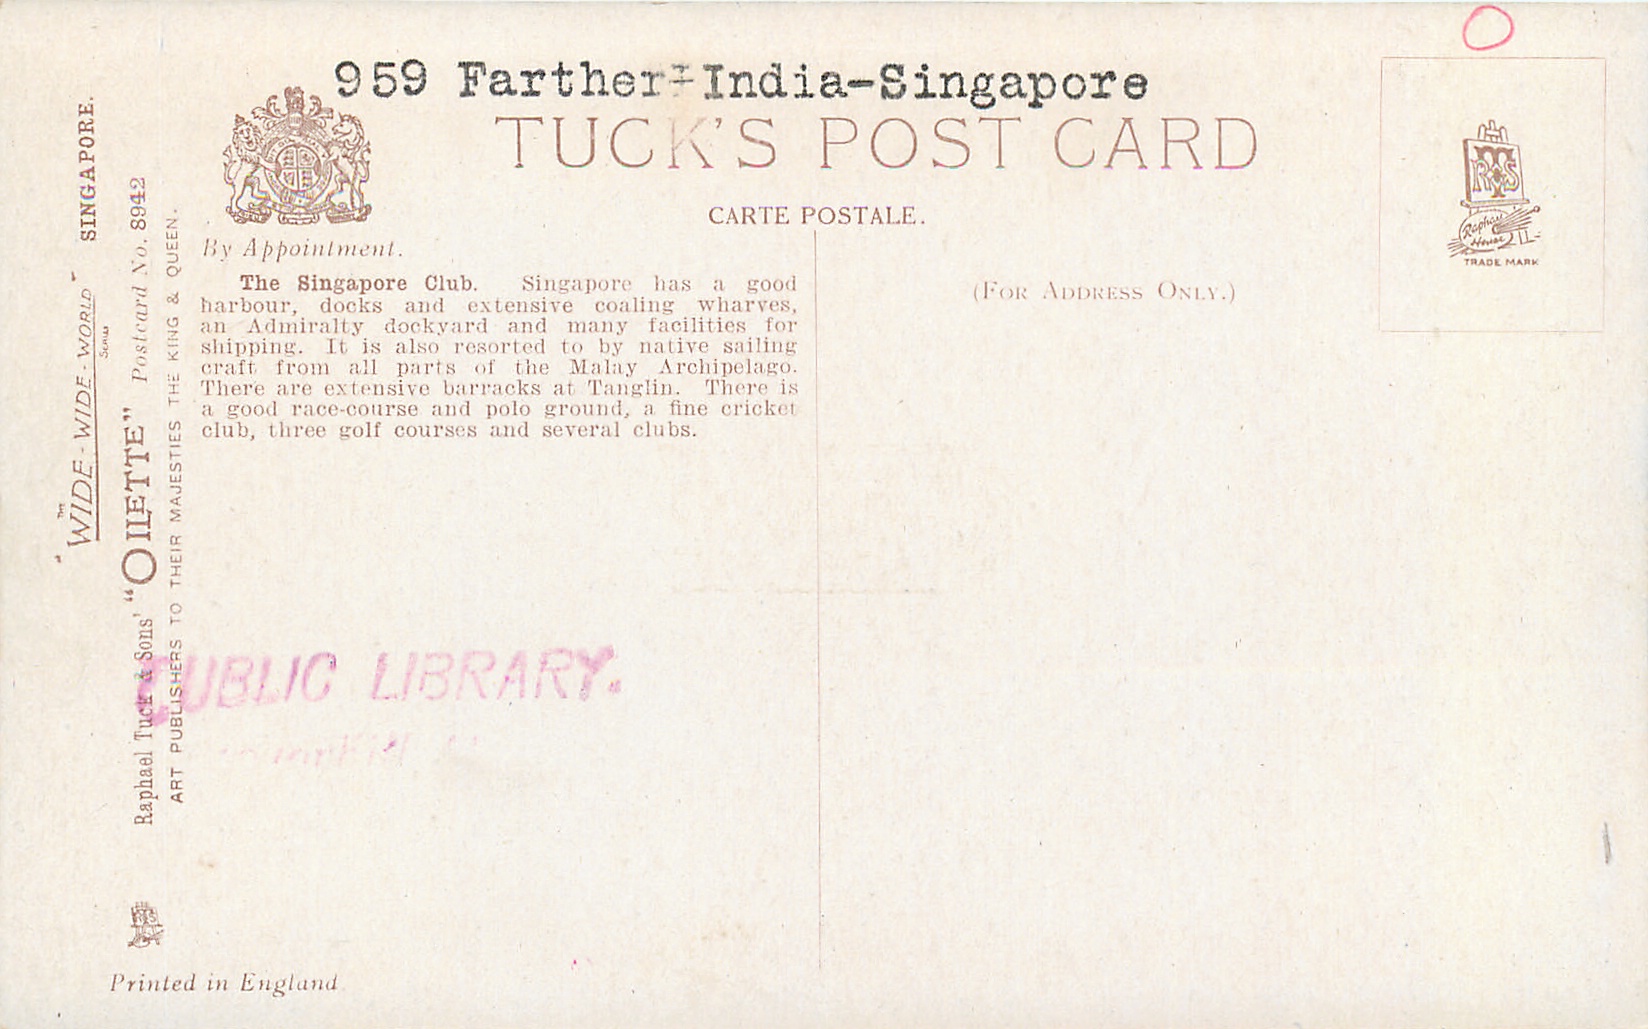 959 Farther-India-Singapore
TUCK'S POST CARD
CARTE POSTALE.
By Appointment.
(FOR ADDRESS ONLY.)
RTS
Raphael
House
TRADE MARK
The Singapore Club. Singapore has a good
harbour, docks and extensive coaling wharves,
an Admiralty dockyard and many facilities for
shipping. It is also resorted to by native sailing
craft from all parts of the Malay Archipelago.
There are extensive barracks at Tanglin. There is
a good race-course and polo ground, a fine cricket
club, three golf courses and several clubs.
"THE WIDE-WIDE-WORLD" SERIES SINGAPORE.
Raphael Tuck & Sons' "OILETTE" Postcard No. 8942
ART PUBLISHERS TO THEIR MAJESTIES THE KING & QUEEN.
PUBLIC LIBRARY.
Printed in England